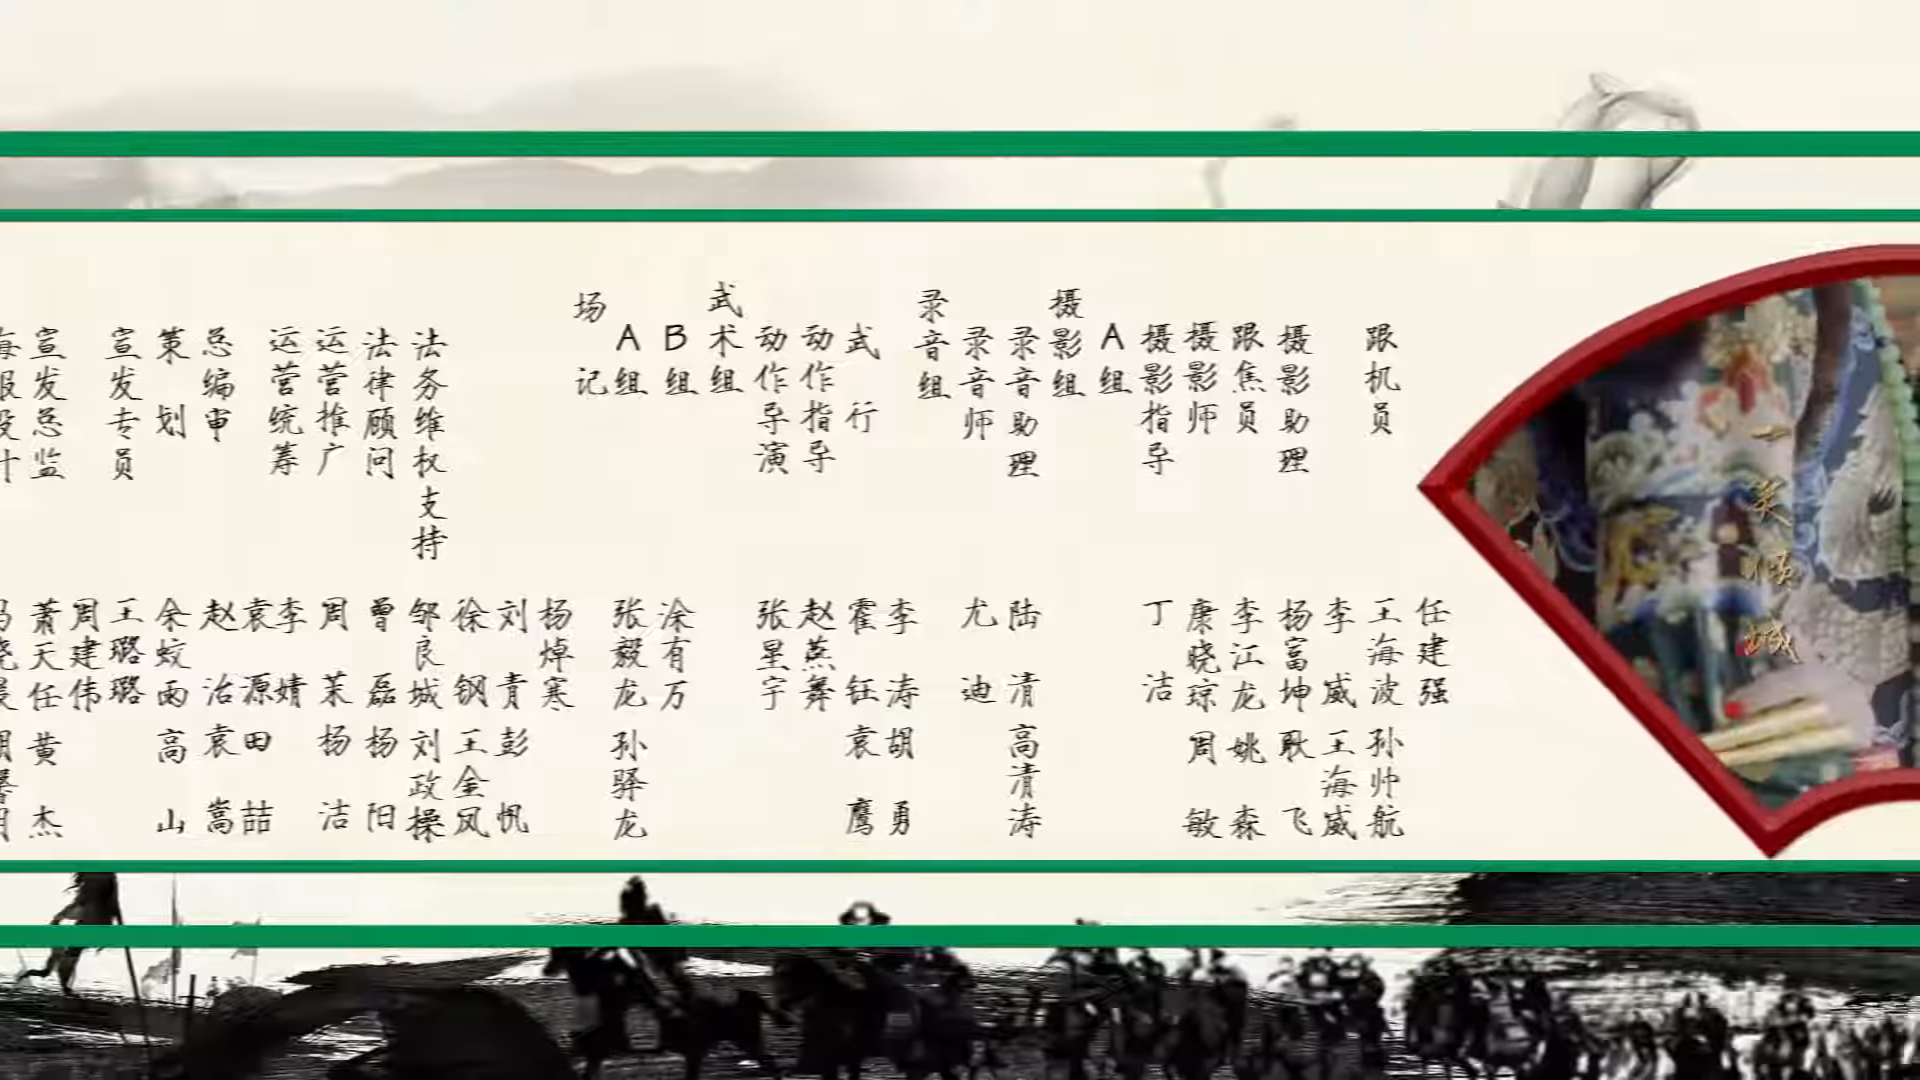 宣发总监
萧天任
黄杰
周建伟
宣发专员
王璐璐
策划
余蛟雨
高山
总编审
赵治
袁嵩
袁源
田喆
运营统筹
李婧
运营推广
周茉
杨洁
法律顾问
曾磊
杨阳
法务维权支持
邹良城
刘政操
徐钢
王金凤
刘青
彭帆
杨焯寒
场记
A组
张毅龙
孙驿龙
B组
涂有万
武术组
动作导演
张星宇
动作指导
赵燕舞
武行
霍钰
袁鹰
李涛
胡勇
录音组
录音师
尤迪
录音助理
陆清
高清涛
摄影组
A组
摄影指导
丁洁
摄影师
康晓琼
周敏
跟焦员
李江龙
姚森
摄影助理
杨富坤
耿飞
李威
王海威
跟机员
王海波
孙帅航
任建强
一笑倾城